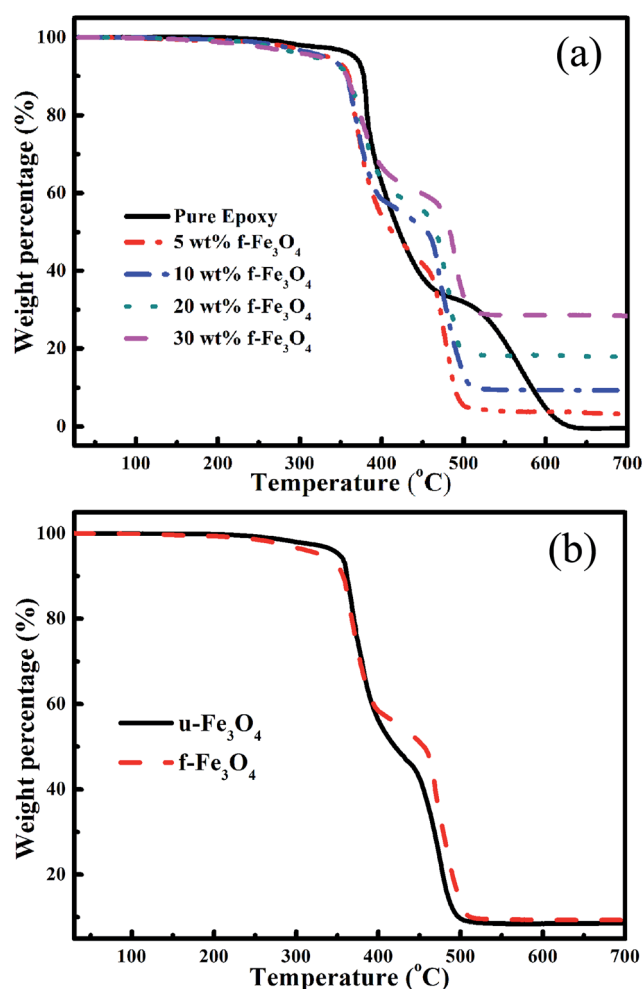 (a)
100
80
60
40
20
0
Weight percentage (%)
Pure Epoxy
5 wt% f-Fe₃O₄
10 wt% f-Fe₃O₄
20 wt% f-Fe₃O₄
30 wt% f-Fe₃O₄
100 200 300 400 500 600 700
Temperature (°C)
(b)
100
80
60
40
20
Weight percentage (%)
u-Fe₃O₄
f-Fe₃O₄
100 200 300 400 500 600 700
Temperature (°C)